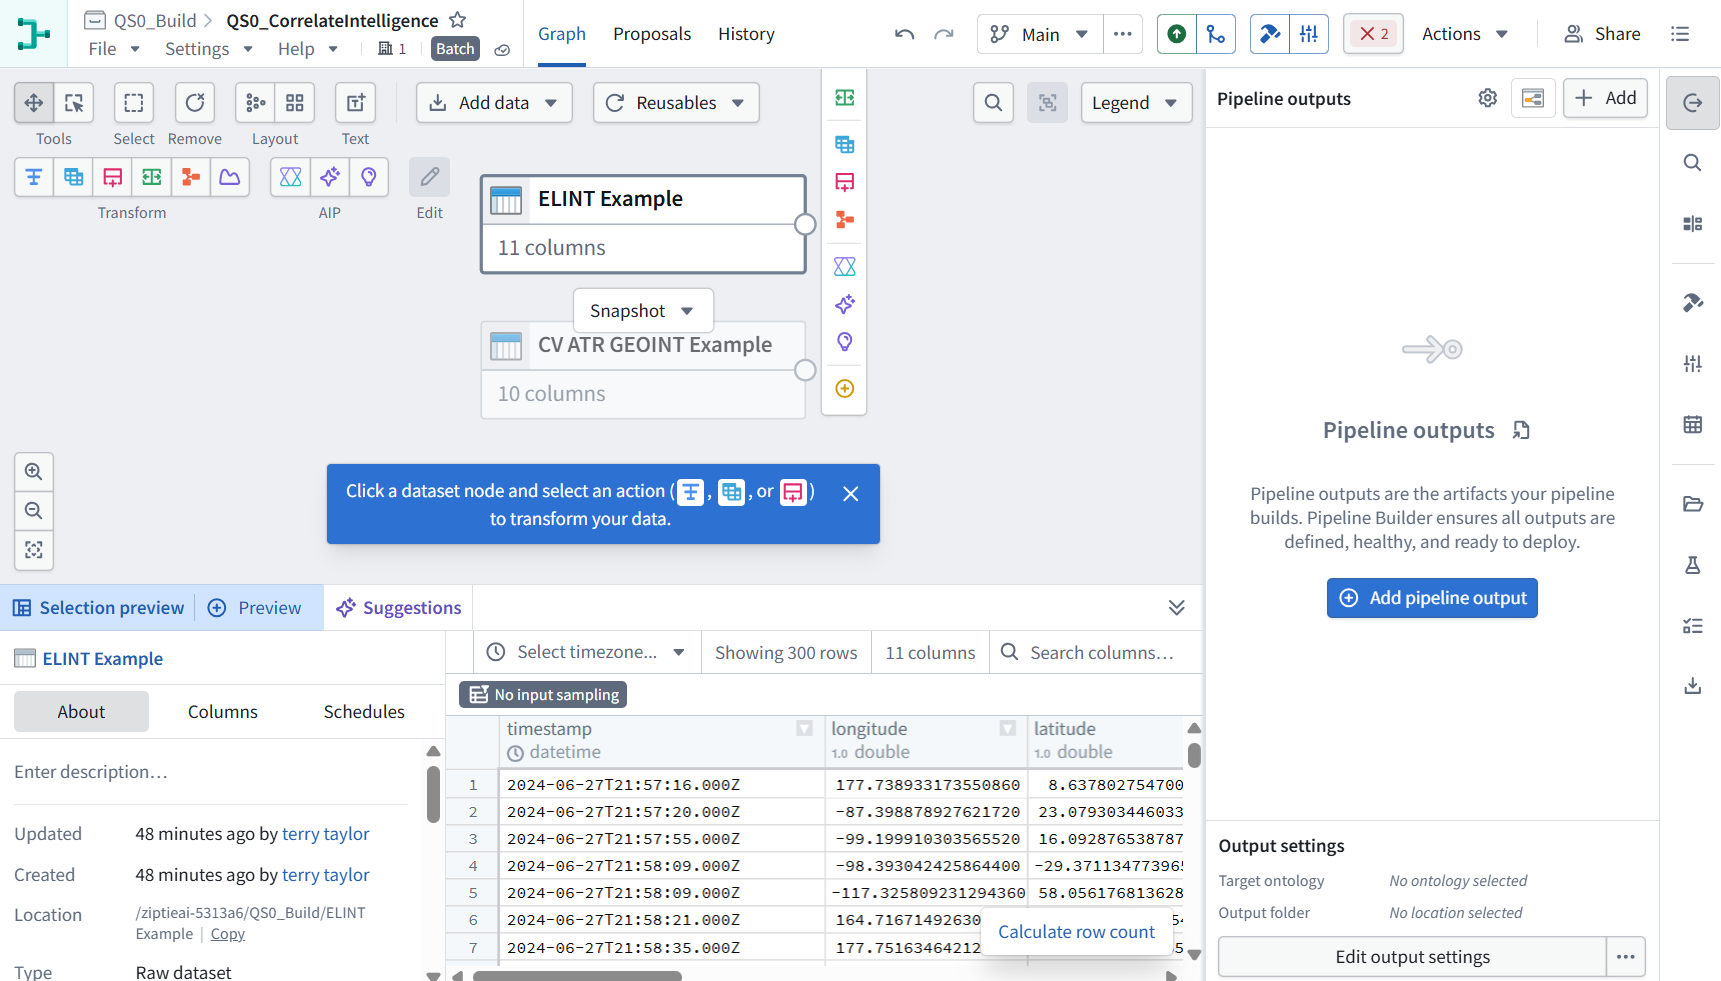 QS0_Build
QS0_CorrelateIntelligence
File
Settings
Help
1
Batch
Graph
Proposals
History
Main
2
Actions
Share
Tools
Select
Remove
Layout
Text
Add data
Reusables
Legend
Transform
AIP
Edit
ELINT Example
11 columns
Snapshot
CV ATR GEOINT Example
10 columns
Click a dataset node and select an action ( , , or )
to transform your data.
Pipeline outputs
Add
Pipeline outputs
Pipeline outputs are the artifacts your pipeline
builds. Pipeline Builder ensures all outputs are
defined, healthy, and ready to deploy.
Add pipeline output
Output settings
Target ontology No ontology selected
Output folder No location selected
Edit output settings
Selection preview
Preview
Suggestions
ELINT Example
About
Columns
Schedules
Enter description…
Updated 48 minutes ago by terry taylor
Created 48 minutes ago by terry taylor
Location /ziptieai-5313a6/QS0_Build/ELINT
Example | Copy
Type Raw dataset
Select timezone...
Showing 300 rows
11 columns
Search columns…
No input sampling
timestamp longitude latitude
datetime 1.0 double 1.0 double
1 2024-06-27T21:57:16.000Z 177.738933173550860 8.637802754700
2 2024-06-27T21:57:20.000Z -87.398878927621720 23.079303446033
3 2024-06-27T21:57:55.000Z -99.199910303565520 16.092876538787
4 2024-06-27T21:58:09.000Z -98.393042425864400 -29.37113477396
5 2024-06-27T21:58:09.000Z -117.325809231294360 58.056176813628
6 2024-06-27T21:58:21.000Z 164.71671492630
7 2024-06-27T21:58:35.000Z 177.75163464212
Calculate row count